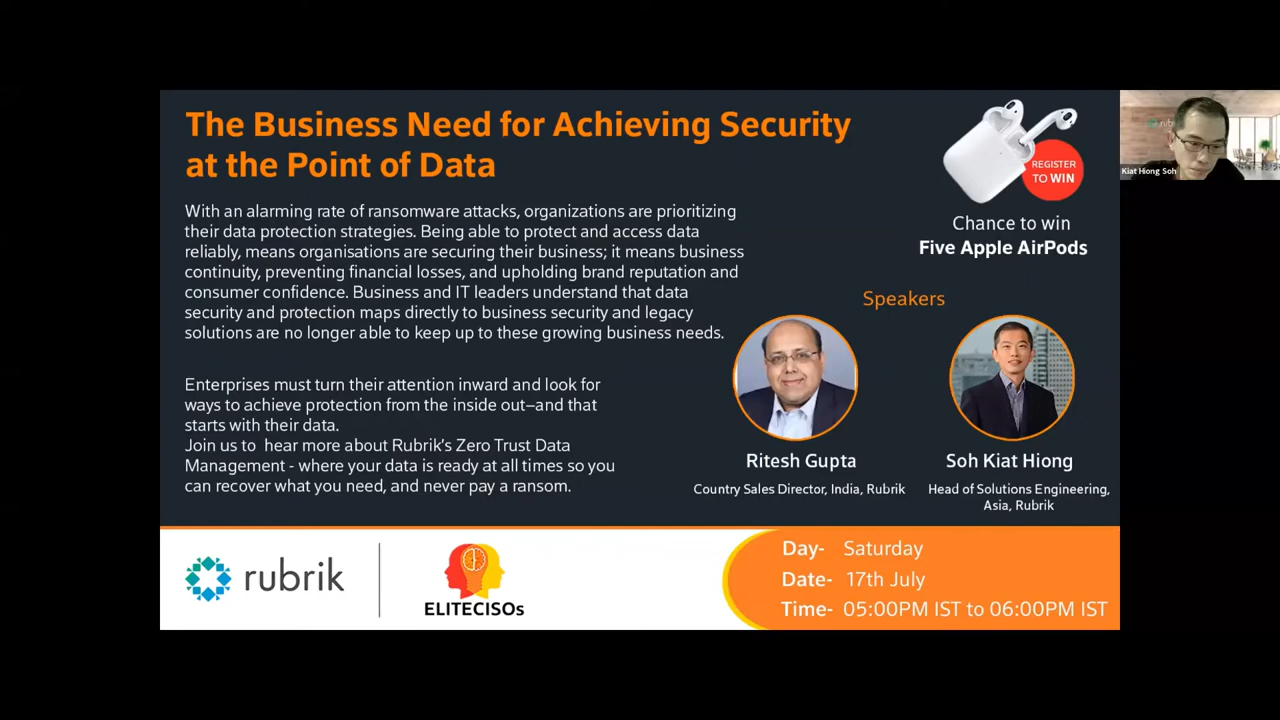 The Business Need for Achieving Security
at the Point of Data
With an alarming rate of ransomware attacks, organizations are prioritizing
their data protection strategies. Being able to protect and access data
reliably, means organisations are securing their business; it means business
continuity, preventing financial losses, and upholding brand reputation and
consumer confidence. Business and IT leaders understand that data
security and protection maps directly to business security and legacy
solutions are no longer able to keep up to these growing business needs.
Enterprises must turn their attention inward and look for
ways to achieve protection from the inside out–and that
starts with their data.
Join us to  hear more about Rubrik's Zero Trust Data
Management - where your data is ready at all times so you
can recover what you need, and never pay a ransom.
REGISTER
TO WIN
Chance to win
Five Apple AirPods
Speakers
Ritesh Gupta
Country Sales Director, India, Rubrik
Soh Kiat Hiong
Head of Solutions Engineering,
Asia, Rubrik
rubrik
ELITECISOs
Day- Saturday
Date- 17th July
Time- 05:00PM IST to 06:00PM IST
Kiat Hiong Soh